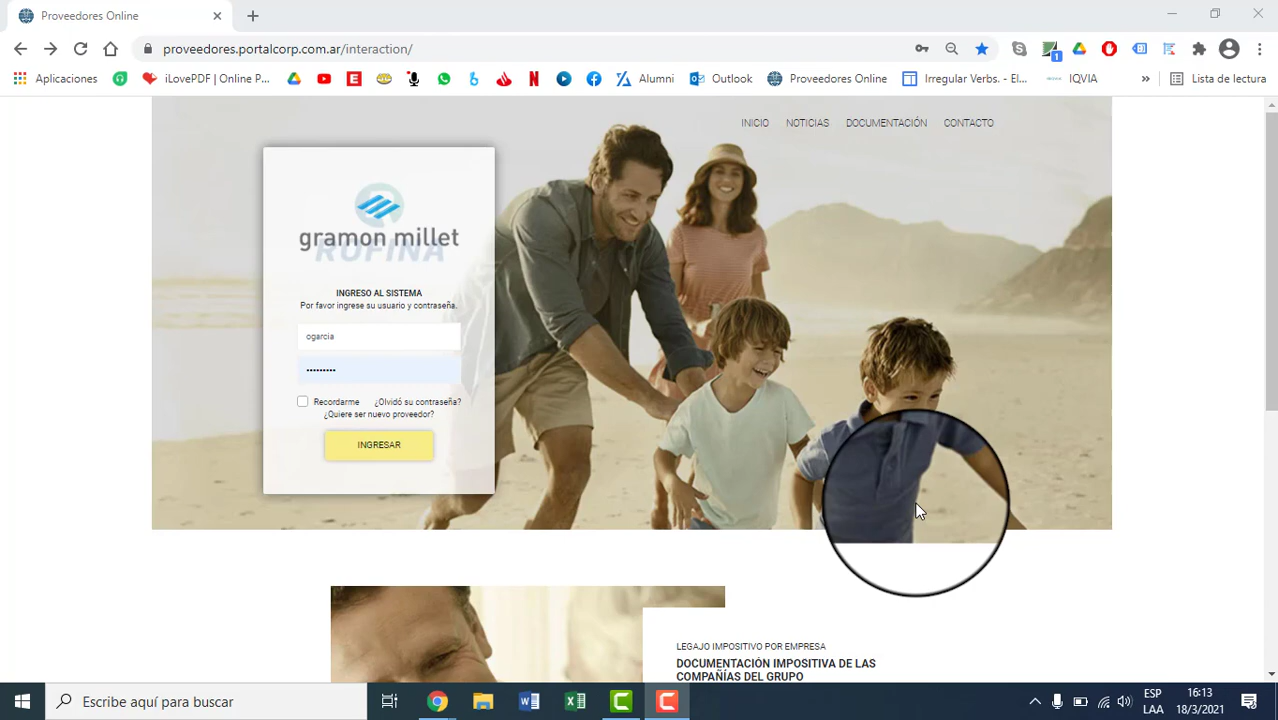 Proveedores Online
proveedores.portalcorp.com.ar/interaction/
Aplicaciones
iLovePDF | Online P...
Alumni
Outlook
Proveedores Online
Irregular Verbs. - El...
IQVIA
»
Lista de lectura
INICIO NOTICIAS DOCUMENTACIÓN CONTACTO
gramon millet
RUFINA
INGRESO AL SISTEMA
Por favor ingrese su usuario y contraseña.
ogarcia
•••••••••
Recordarme ¿Olvidó su contraseña?
¿Quiere ser nuevo proveedor?
INGRESAR
LEGAJO IMPOSITIVO POR EMPRESA
DOCUMENTACIÓN IMPOSITIVA DE LAS
COMPAÑÍAS DEL GRUPO
Escribe aquí para buscar
ESP
LAA
16:13
18/3/2021